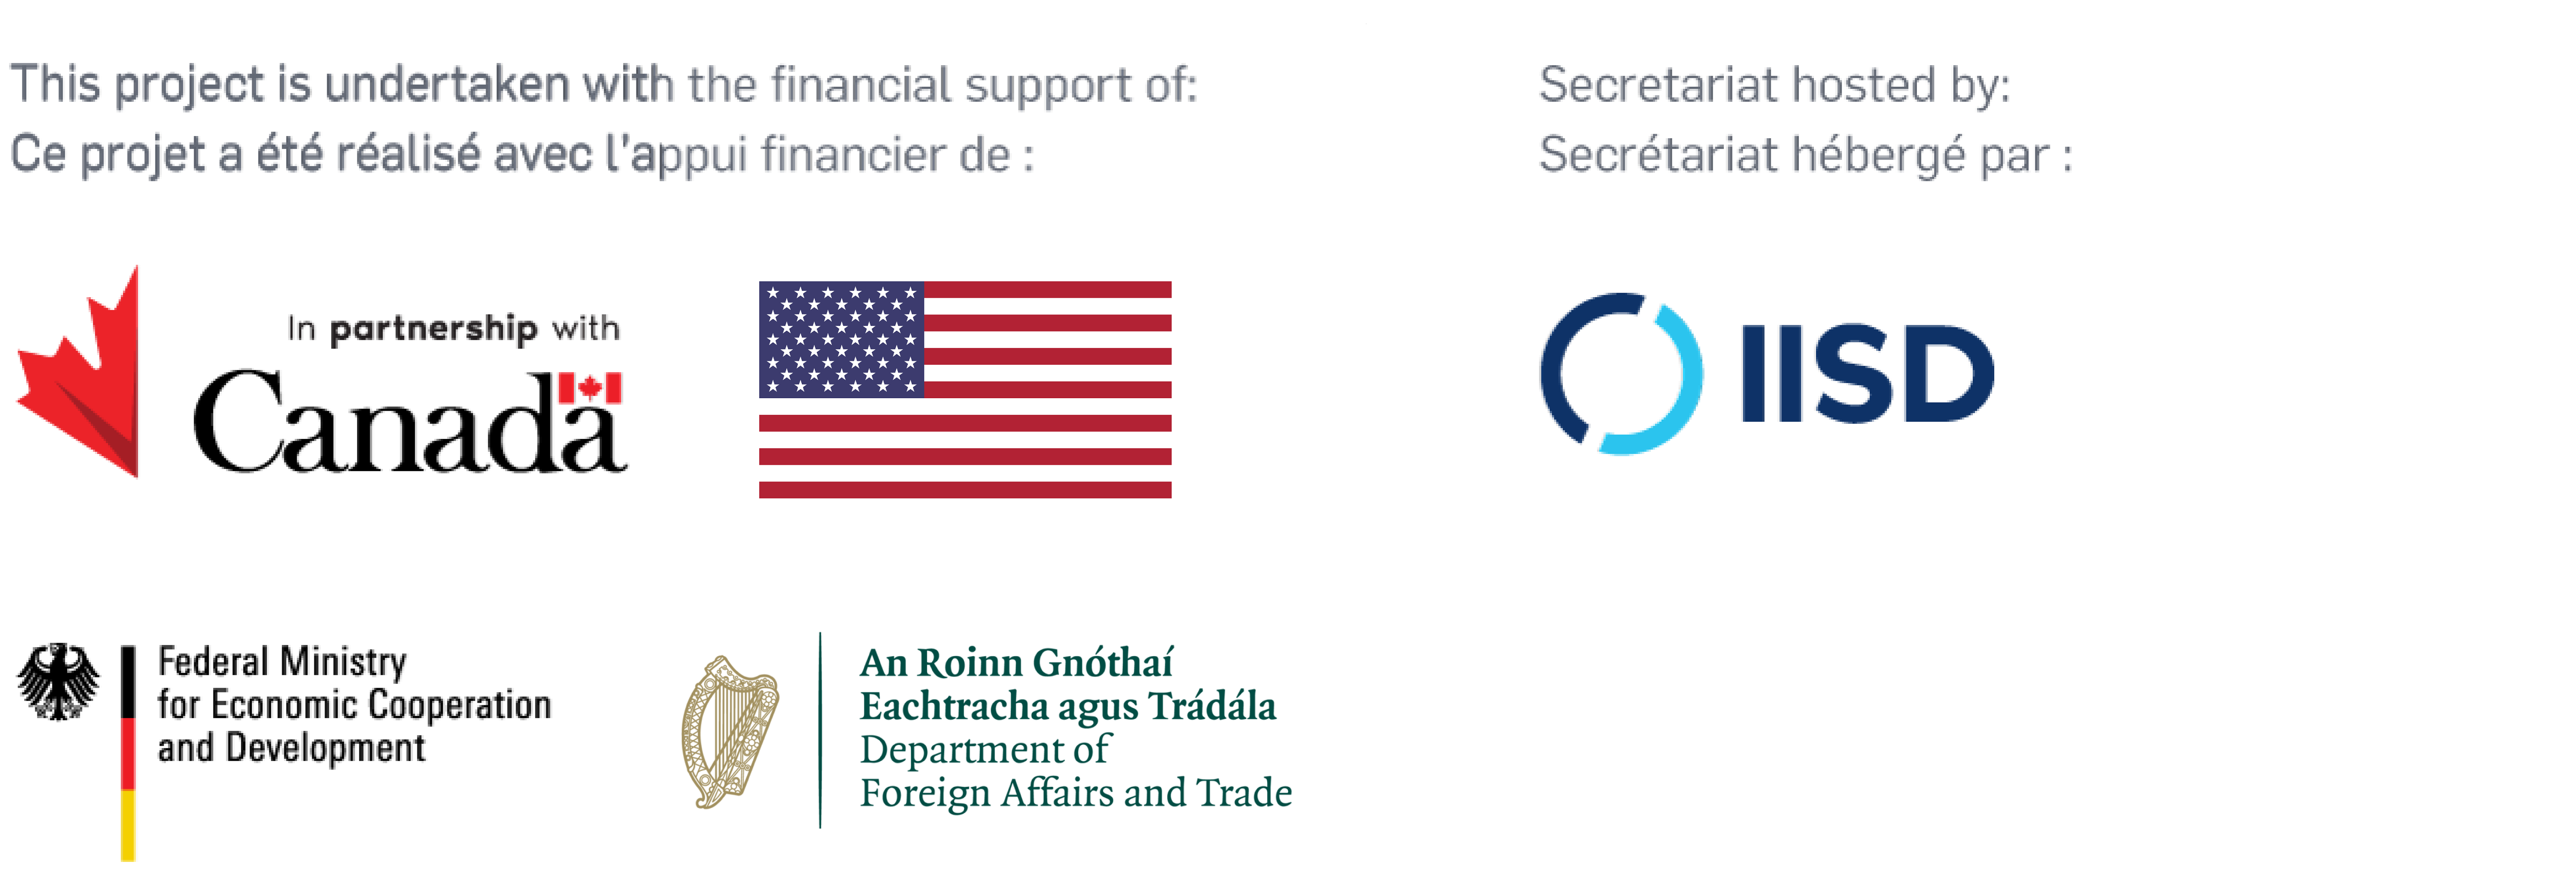 This project is undertaken with the financial support of:
Ce projet a été réalisé avec l'appui financier de :
In partnership with
Canada
Federal Ministry
for Economic Cooperation
and Development
An Roinn Gnóthaí
Eachtracha agus Trádála
Department of
Foreign Affairs and Trade
Secretariat hosted by:
Secrétariat hébergé par :
IISD